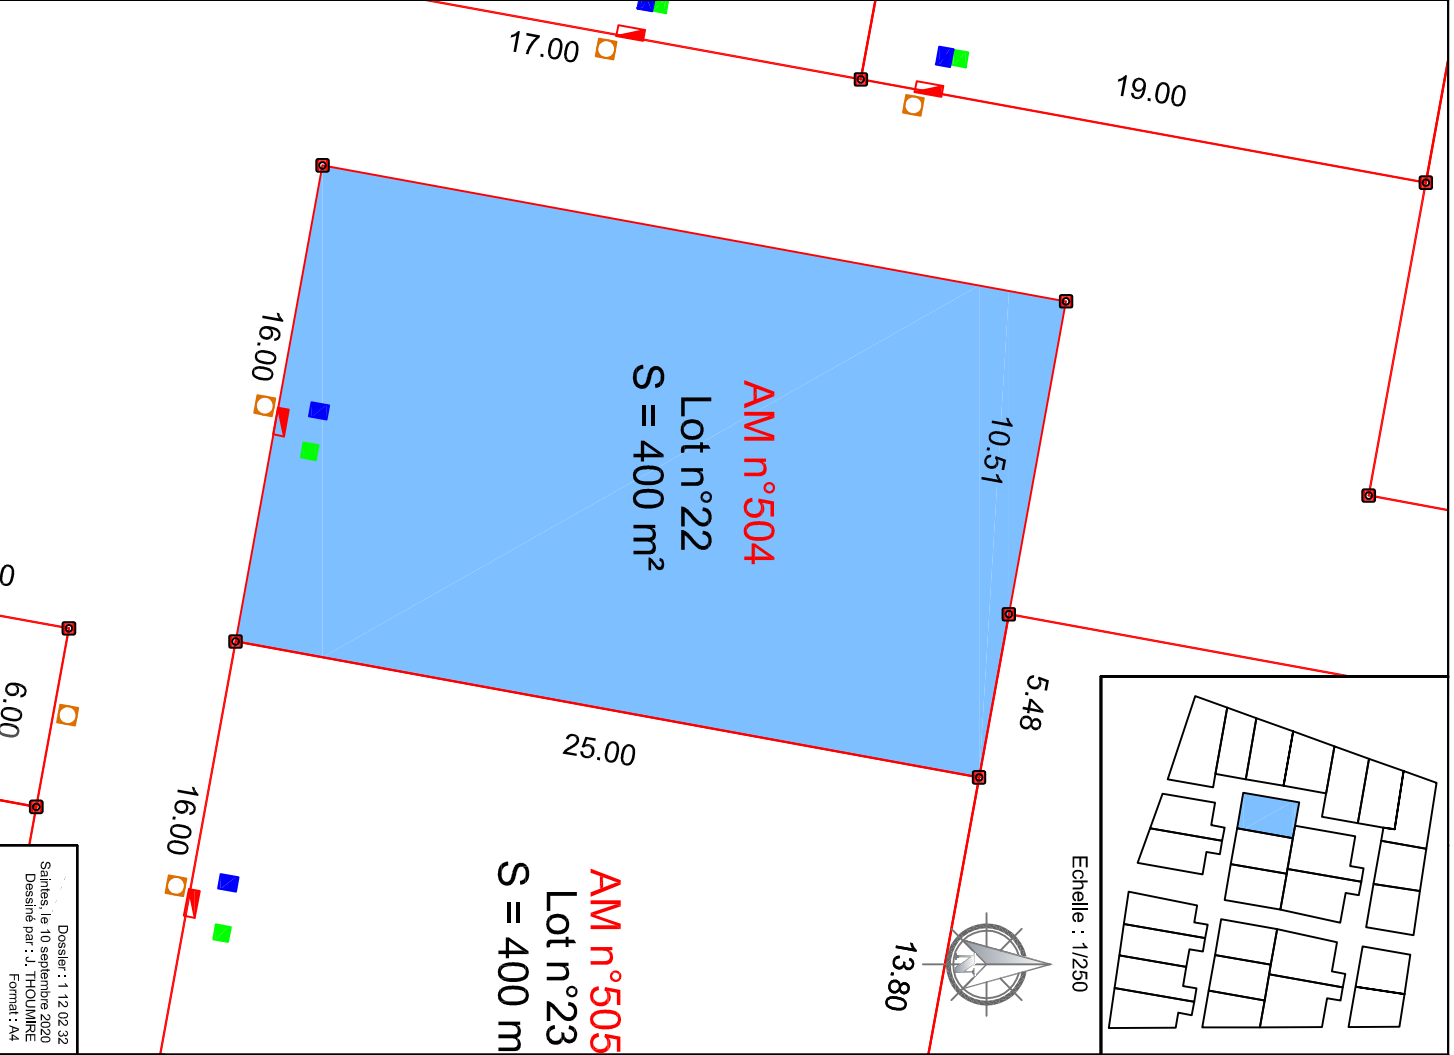 17.00
19.00
16.00
10.51
AM n°504
Lot n°22
S = 400 m²
5.48
25.00
0
6.00
16.00
AM n°505
Lot n°23
S = 400 m
13.80
N
Echelle : 1/250
Dossier : 1 12 02 32
Saintes, le 10 septembre 2020
Dessiné par : J. THOUMIRE
Format : A4